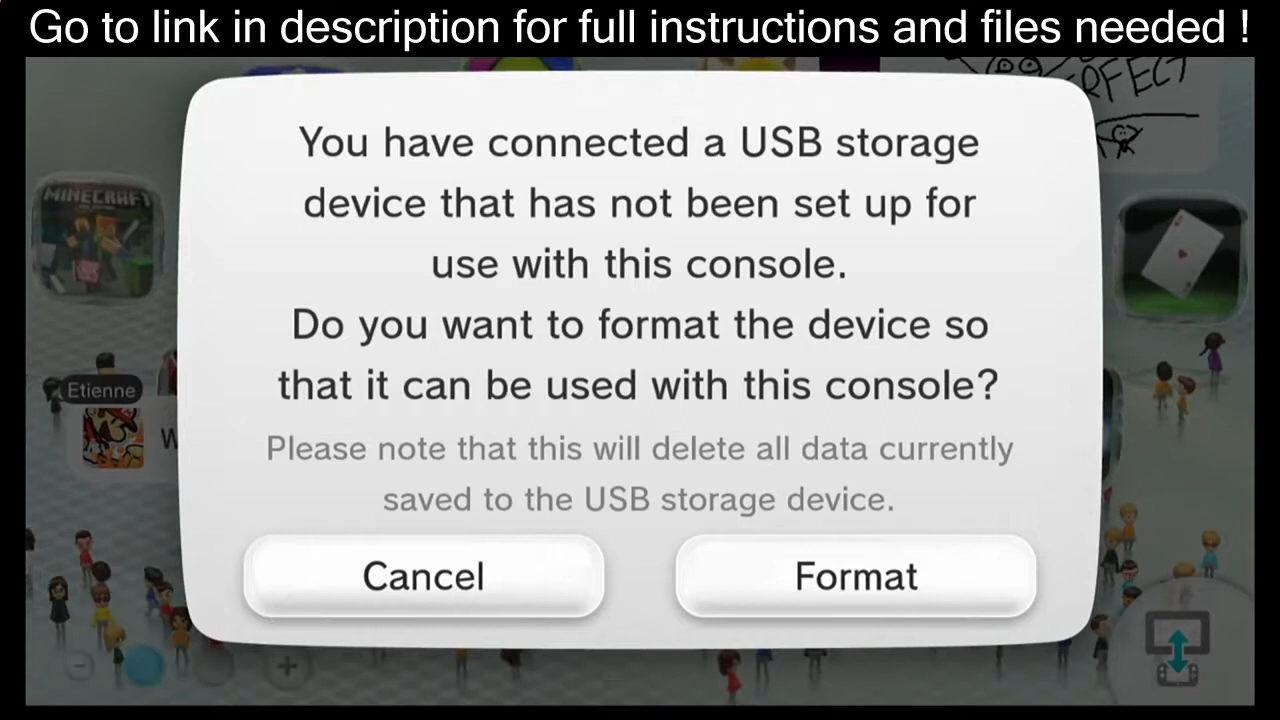 Go to link in description for full instructions and files needed !
RFECT
MINECRAFT
You have connected a USB storage
device that has not been set up for
use with this console.
Do you want to format the device so
that it can be used with this console?
Etienne
W
Please note that this will delete all data currently
saved to the USB storage device.
Cancel
Format